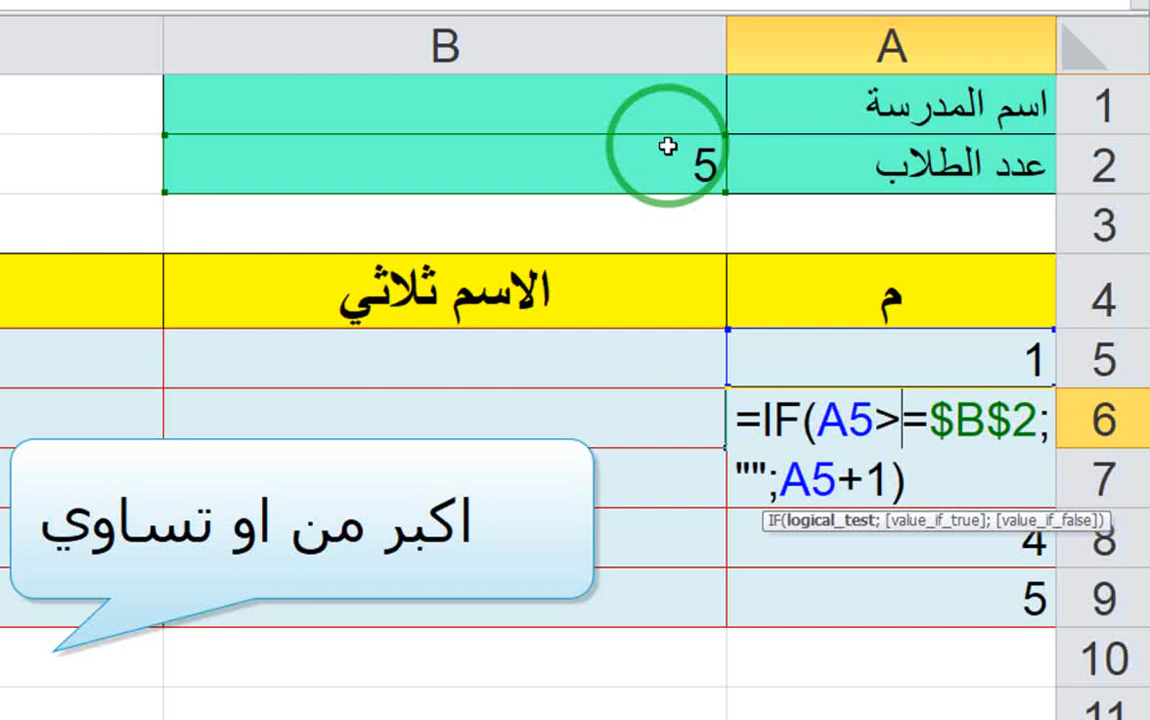 A B
1 اسم المدرسة
2 عدد الطلاب 5
3
4 م الاسم ثلاثي
5 1
6 =IF(A5>=$B$2;
7 "";A5+1)
IF(logical_test; [value_if_true]; [value_if_false])
8 4
اكبر من او تساوي
9 5
10
11